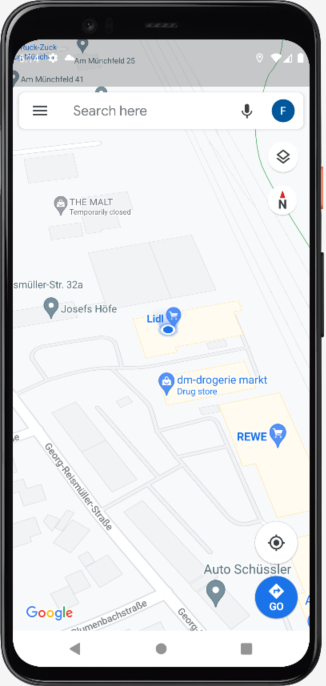 Ruck-Zuck
Am Münchfeld 25
Am Münchfeld 41
Search here
F
N
THE MALT
Temporarily closed
smüller-Str. 32a
Josefs Höfe
Lidl
dm-drogerie markt
Drug store
REWE
Georg-Reismüller-Straße
Auto Schüssler
GO
Google
Blumenbachstraße
Georg-